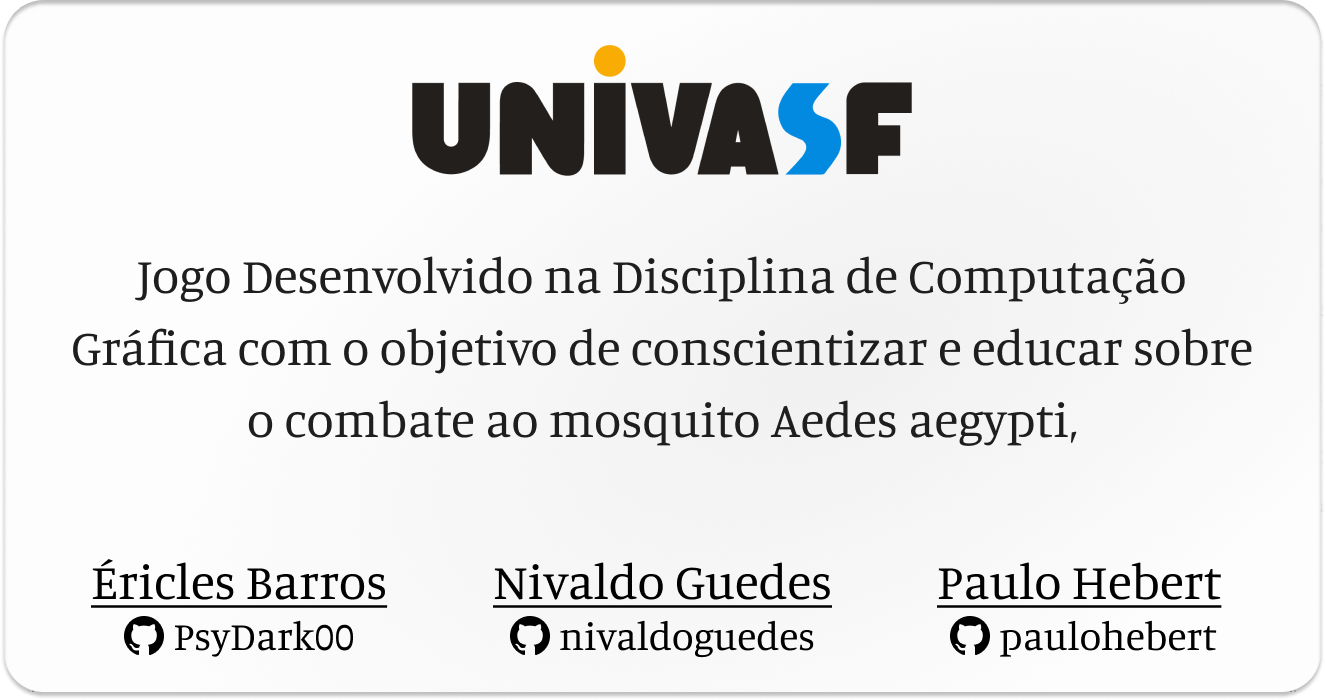 UNIVASF
Jogo Desenvolvido na Disciplina de Computação
Gráfica com o objetivo de conscientizar e educar sobre
o combate ao mosquito Aedes aegypti,
Éricles Barros
PsyDark00
Nivaldo Guedes
nivaldoguedes
Paulo Hebert
paulohebert